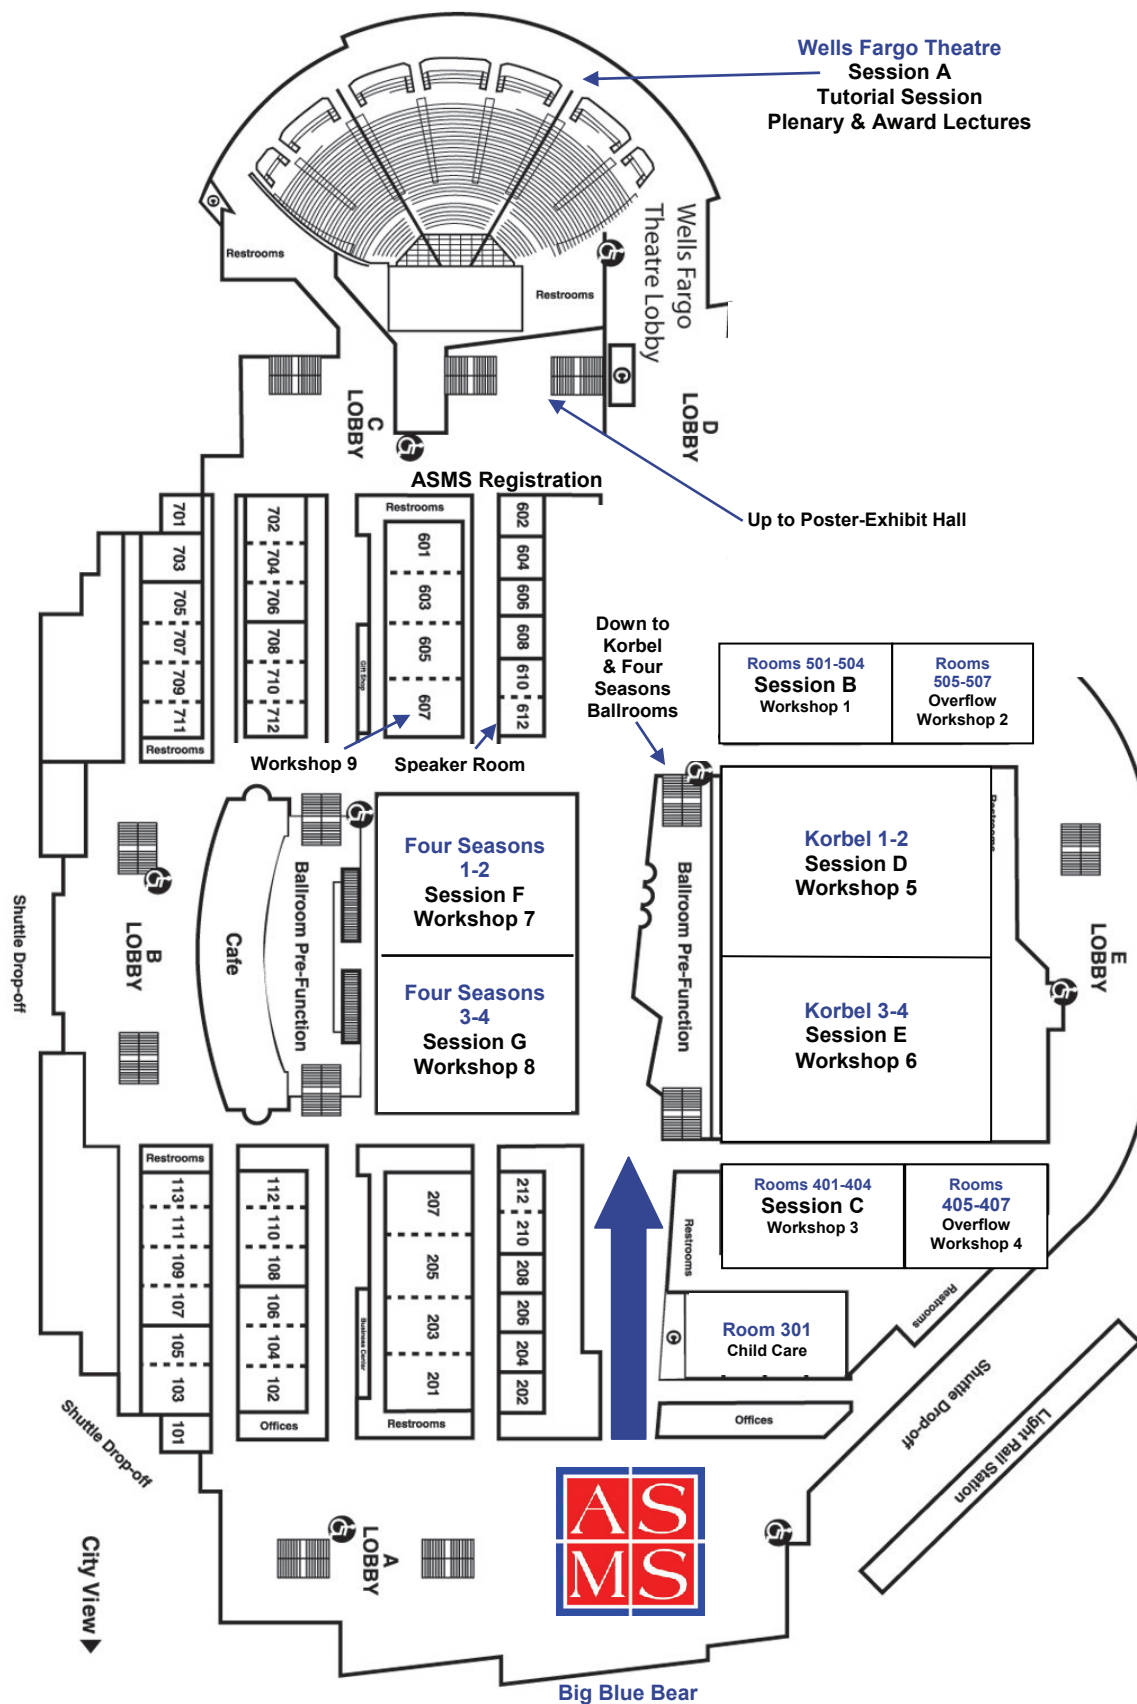 Wells Fargo Theatre
Session A
Tutorial Session
Plenary & Award Lectures
Wells Fargo
Theatre Lobby
Restrooms
Restrooms
C
LOBBY
D
LOBBY
ASMS Registration
Up to Poster-Exhibit Hall
701
703
705
707
709
711
Restrooms
702
704
706
708
710
712
Restrooms
601
603
605
607
Gift Shop
602
604
606
608
610
612
Workshop 9
Speaker Room
Down to
Korbel
& Four
Seasons
Ballrooms
Rooms 501-504
Session B
Workshop 1
Rooms
505-507
Overflow
Workshop 2
Shuttle Drop-off
B
LOBBY
Cafe
Ballroom Pre-Function
Four Seasons
1-2
Session F
Workshop 7
Four Seasons
3-4
Session G
Workshop 8
Ballroom Pre-Function
Korbel 1-2
Session D
Workshop 5
Korbel 3-4
Session E
Workshop 6
Restrooms
E
LOBBY
Restrooms
113
111
109
107
105
103
101
112
110
108
106
104
102
Offices
207
205
203
201
Restrooms
Business Center
212
210
208
206
204
202
Rooms 401-404
Session C
Workshop 3
Rooms
405-407
Overflow
Workshop 4
Restrooms
Restrooms
Room 301
Child Care
Offices
Shuttle Drop-off
Light Rail Station
Shuttle Drop-off
City View
A
LOBBY
AS
MS
Big Blue Bear